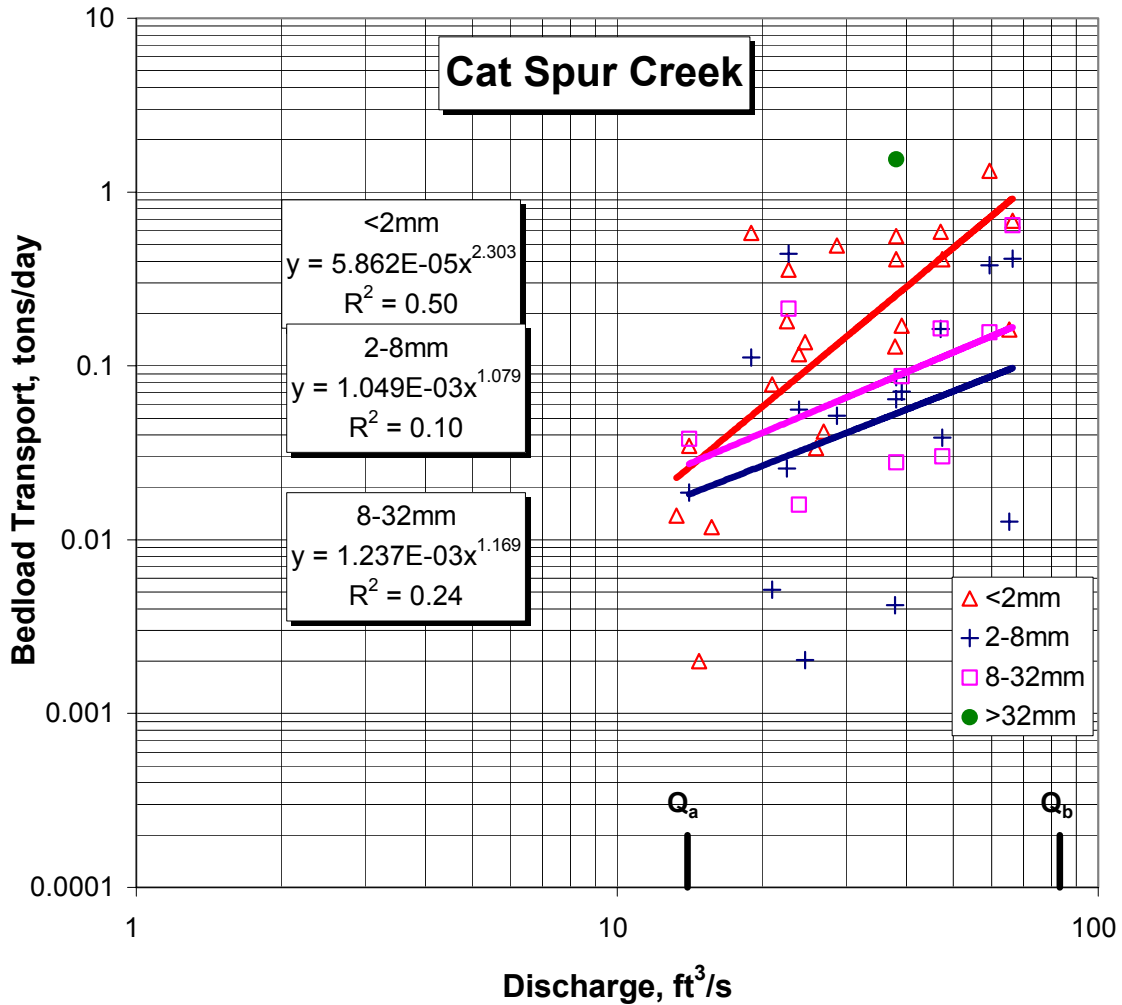 Cat Spur Creek
Bedload Transport, tons/day
10
1
0.1
0.01
0.001
0.0001
<2mm
y = 5.862E-05x^2.303
R^2 = 0.50
2-8mm
y = 1.049E-03x^1.079
R^2 = 0.10
8-32mm
y = 1.237E-03x^1.169
R^2 = 0.24
<2mm
2-8mm
8-32mm
>32mm
Q_a
Q_b
1
10
100
Discharge, ft^3/s